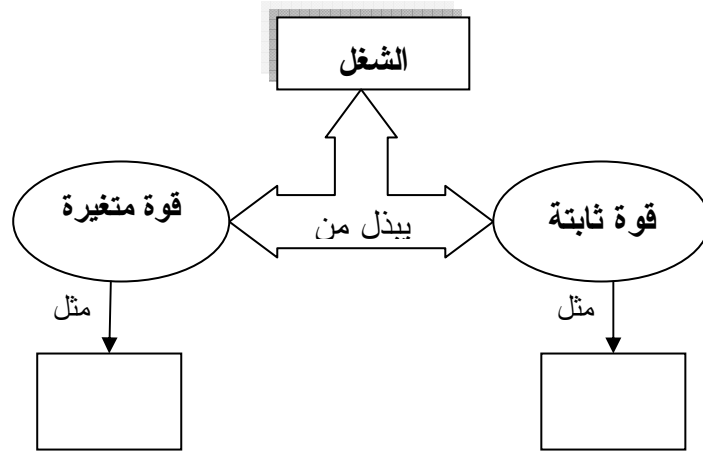 الشغل
قوة ثابتة
يبذل من
قوة متغيرة
مثل
مثل